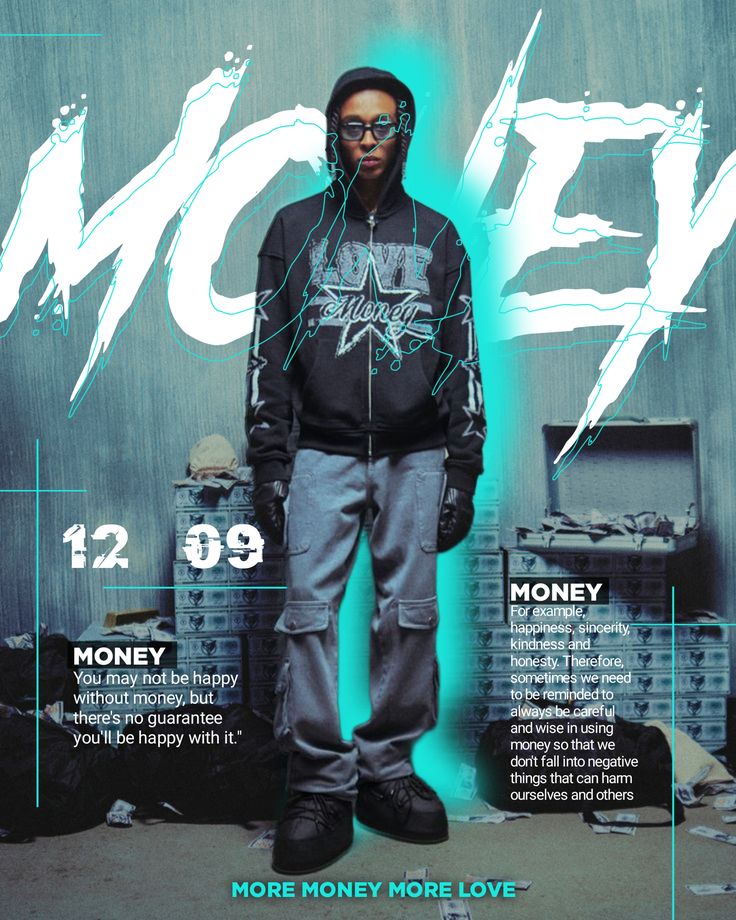 MONEY
LOVE
Money
12 09
MONEY
You may not be happy
without money, but
there's no guarantee
you'll be happy with it."
MONEY
For example,
happiness, sincerity,
kindness and
honesty. Therefore,
sometimes we need
to be reminded to
always be careful
and wise in using
money so that we
don't fall into negative
things that can harm
ourselves and others
MORE MONEY MORE LOVE